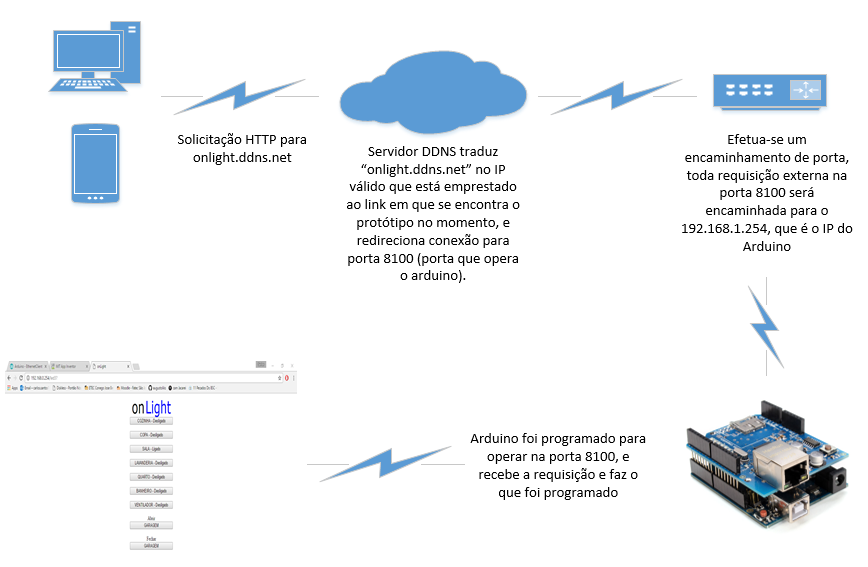 Solicitação HTTP para
onlight.ddns.net
Servidor DDNS traduz
“onlight.ddns.net” no IP
válido que está emprestado
ao link em que se encontra o
protótipo no momento, e
redireciona conexão para
porta 8100 (porta que opera
o arduino).
Efetua-se um
encaminhamento de porta,
toda requisição externa na
porta 8100 será
encaminhada para o
192.168.1.254, que é o IP do
Arduino
Arduino foi programado para
operar na porta 8100, e
recebe a requisição e faz o
que foi programado
onLight
COZINHA - Desligado
COPA - Desligado
SALA - Ligado
LAVANDERIA - Desligado
QUARTO - Desligado
BANHEIRO - Desligado
VENTILADOR - Desligado
Abrir
GARAGEM
Fechar
GARAGEM